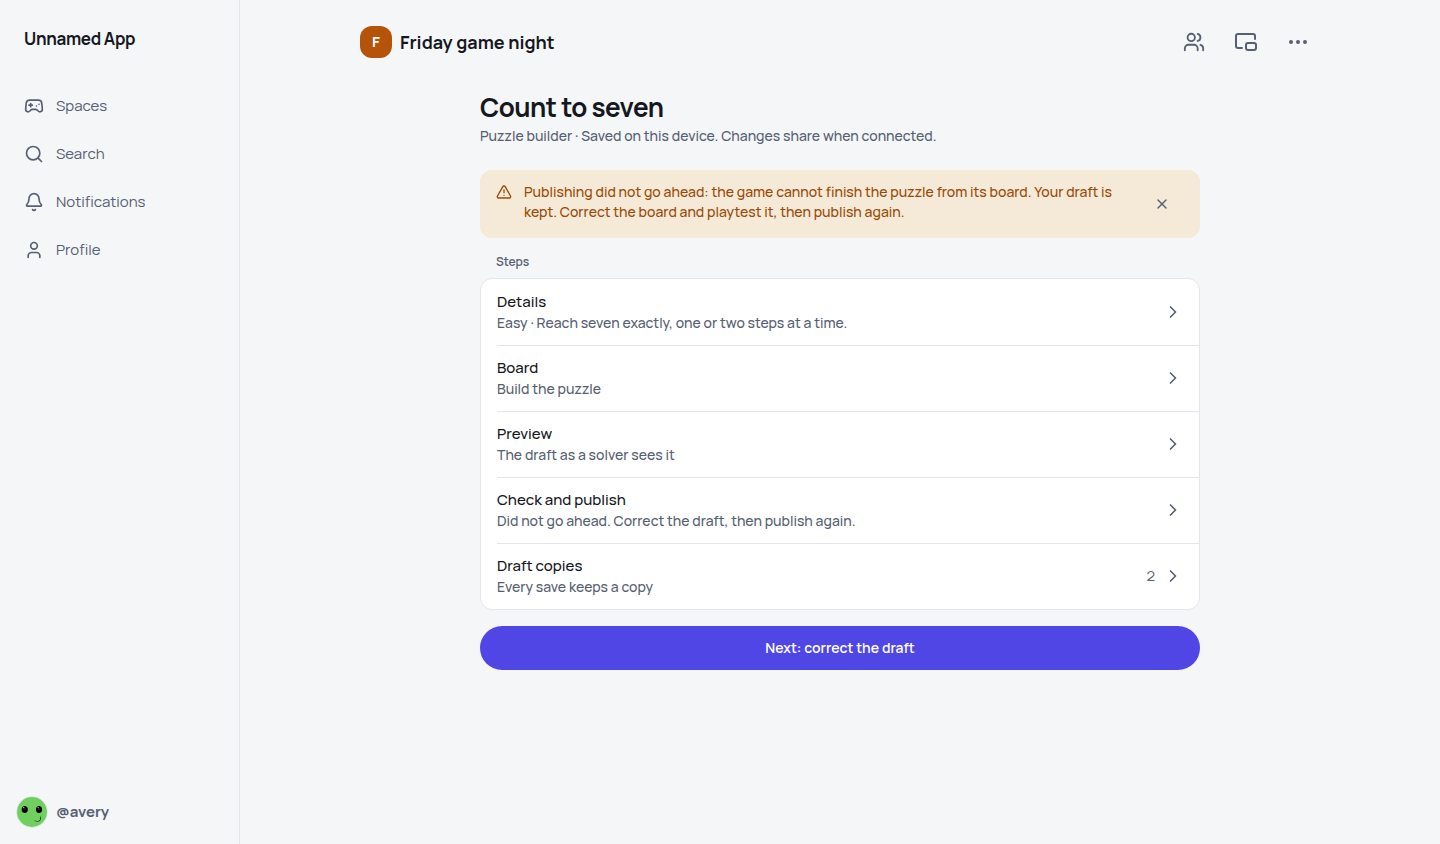 Unnamed App
Spaces
Search
Notifications
Profile
@avery
F
Friday game night
Count to seven
Puzzle builder · Saved on this device. Changes share when connected.
Publishing did not go ahead: the game cannot finish the puzzle from its board. Your draft is
kept. Correct the board and playtest it, then publish again.
Steps
Details
Easy · Reach seven exactly, one or two steps at a time.
Board
Build the puzzle
Preview
The draft as a solver sees it
Check and publish
Did not go ahead. Correct the draft, then publish again.
Draft copies
Every save keeps a copy
2
Next: correct the draft